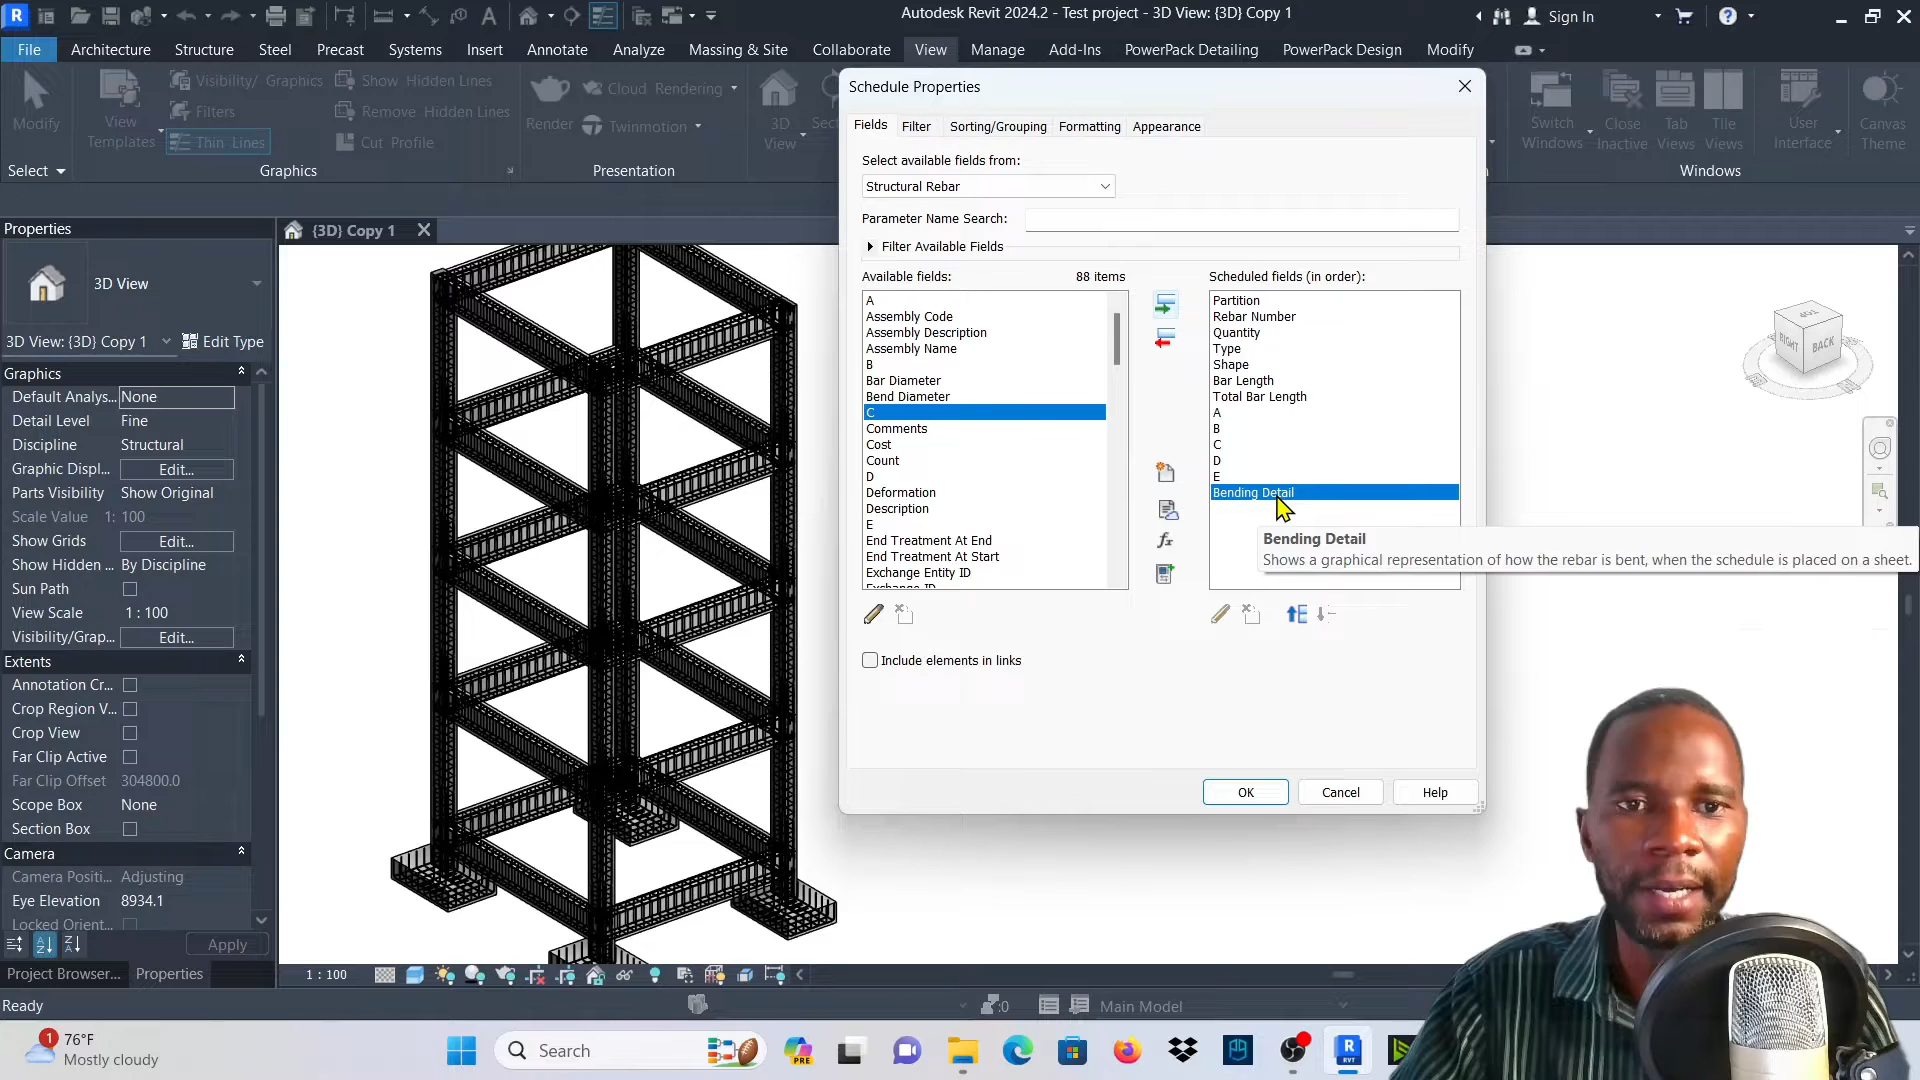 Autodesk Revit 2024.2 - Test project - 3D View: {3D} Copy 1
Sign In
File Architecture Structure Steel Precast Systems Insert Annotate Analyze Massing & Site Collaborate View Manage Add-Ins PowerPack Detailing PowerPack Design Modify
Modify
View Templates
Visibility/ Graphics
Filters
Thin Lines
Show Hidden Lines
Remove Hidden Lines
Cut Profile
Render
Cloud Rendering
Twinmotion
3D View
Switch Windows
Close Inactive
Tab Views
Tile Views
User Interface
Canvas Theme
Select
Graphics
Presentation
Windows
Properties
{3D} Copy 1
3D View
3D View: {3D} Copy 1
Edit Type
Graphics
Default Analys... None
Detail Level Fine
Discipline Structural
Graphic Displ... Edit...
Parts Visibility Show Original
Scale Value 1: 100
Show Grids Edit...
Show Hidden ... By Discipline
Sun Path
View Scale 1 : 100
Visibility/Grap... Edit...
Extents
Annotation Cr...
Crop Region V...
Crop View
Far Clip Active
Far Clip Offset 304800.0
Scope Box None
Section Box
Camera
Camera Positi... Adjusting
Eye Elevation 8934.1
Locked Orient...
Apply
Project Browser... Properties
Ready
Schedule Properties
Fields Filter Sorting/Grouping Formatting Appearance
Select available fields from:
Structural Rebar
Parameter Name Search:
Filter Available Fields
Available fields: 88 items
A
Assembly Code
Assembly Description
Assembly Name
B
Bar Diameter
Bend Diameter
C
Comments
Cost
Count
D
Deformation
Description
E
End Treatment At End
End Treatment At Start
Exchange Entity ID
Exchange ID
Scheduled fields (in order):
Partition
Rebar Number
Quantity
Type
Shape
Bar Length
Total Bar Length
A
B
C
D
E
Bending Detail
Bending Detail
Shows a graphical representation of how the rebar is bent, when the schedule is placed on a sheet.
Include elements in links
OK Cancel Help
RIGHT BACK
1 : 100
:0
Main Model
1
76°F
Mostly cloudy
Search
PRE
R
RVT